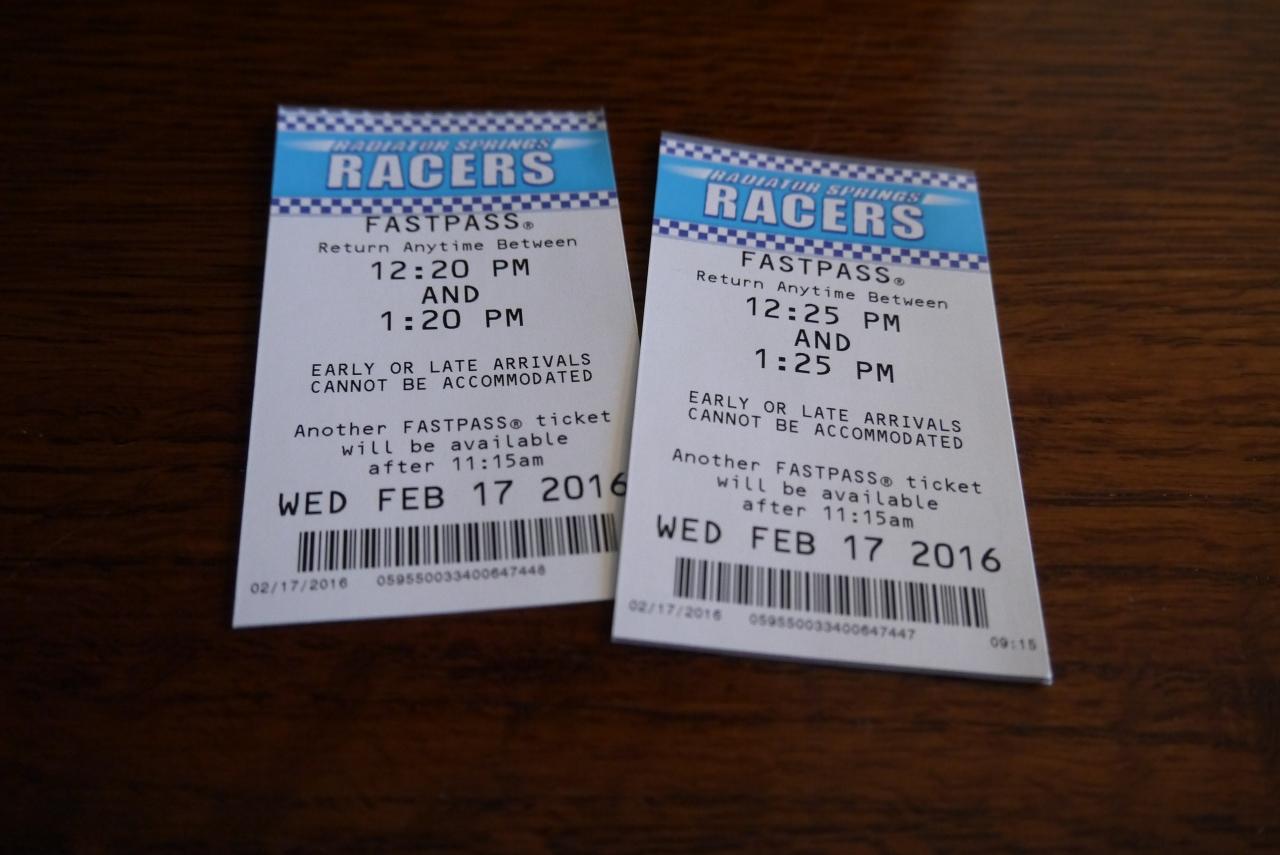 RADIATOR SPRINGS
RACERS
FASTPASS®
Return Anytime Between
12:20 PM
AND
1:20 PM
EARLY OR LATE ARRIVALS
CANNOT BE ACCOMMODATED
Another FASTPASS® ticket
will be available
after 11:15am
WED FEB 17 2016
02/17/2016 059550033400647448
RADIATOR SPRINGS
RACERS
FASTPASS®
Return Anytime Between
12:25 PM
AND
1:25 PM
EARLY OR LATE ARRIVALS
CANNOT BE ACCOMMODATED
Another FASTPASS® ticket
will be available
after 11:15am
WED FEB 17 2016
02/17/2016 059550033400647447 09:15